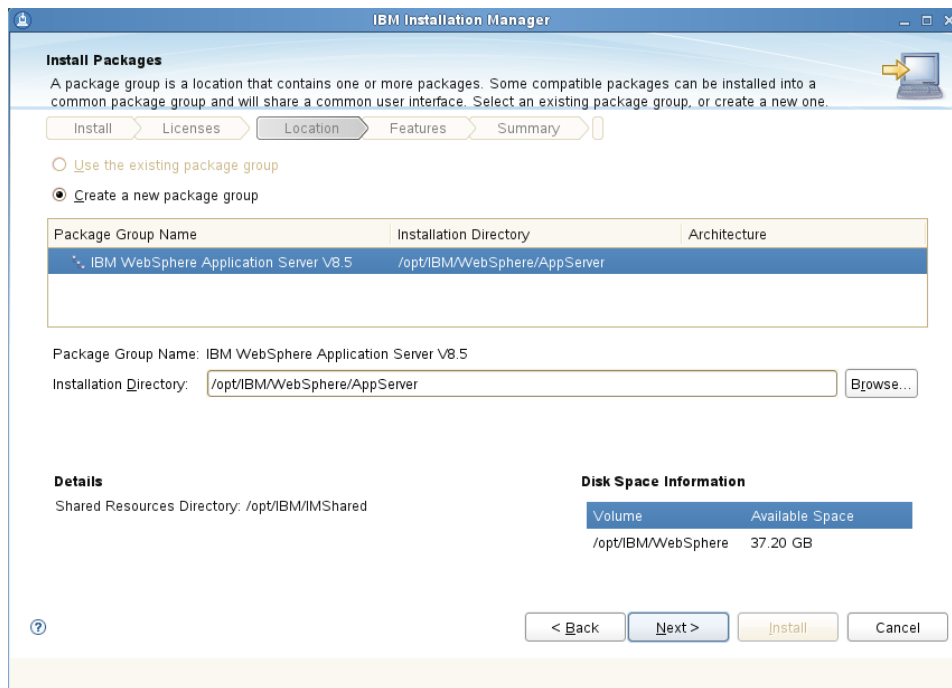 IBM Installation Manager
Install Packages
A package group is a location that contains one or more packages. Some compatible packages can be installed into a
common package group and will share a common user interface. Select an existing package group, or create a new one.
Install Licenses Location Features Summary
Use the existing package group
Create a new package group
Package Group Name Installation Directory Architecture
IBM WebSphere Application Server V8.5 /opt/IBM/WebSphere/AppServer
Package Group Name: IBM WebSphere Application Server V8.5
Installation Directory: /opt/IBM/WebSphere/AppServer Browse...
Details Disk Space Information
Shared Resources Directory: /opt/IBM/IMShared
Volume Available Space
/opt/IBM/WebSphere 37.20 GB
? < Back Next > Install Cancel